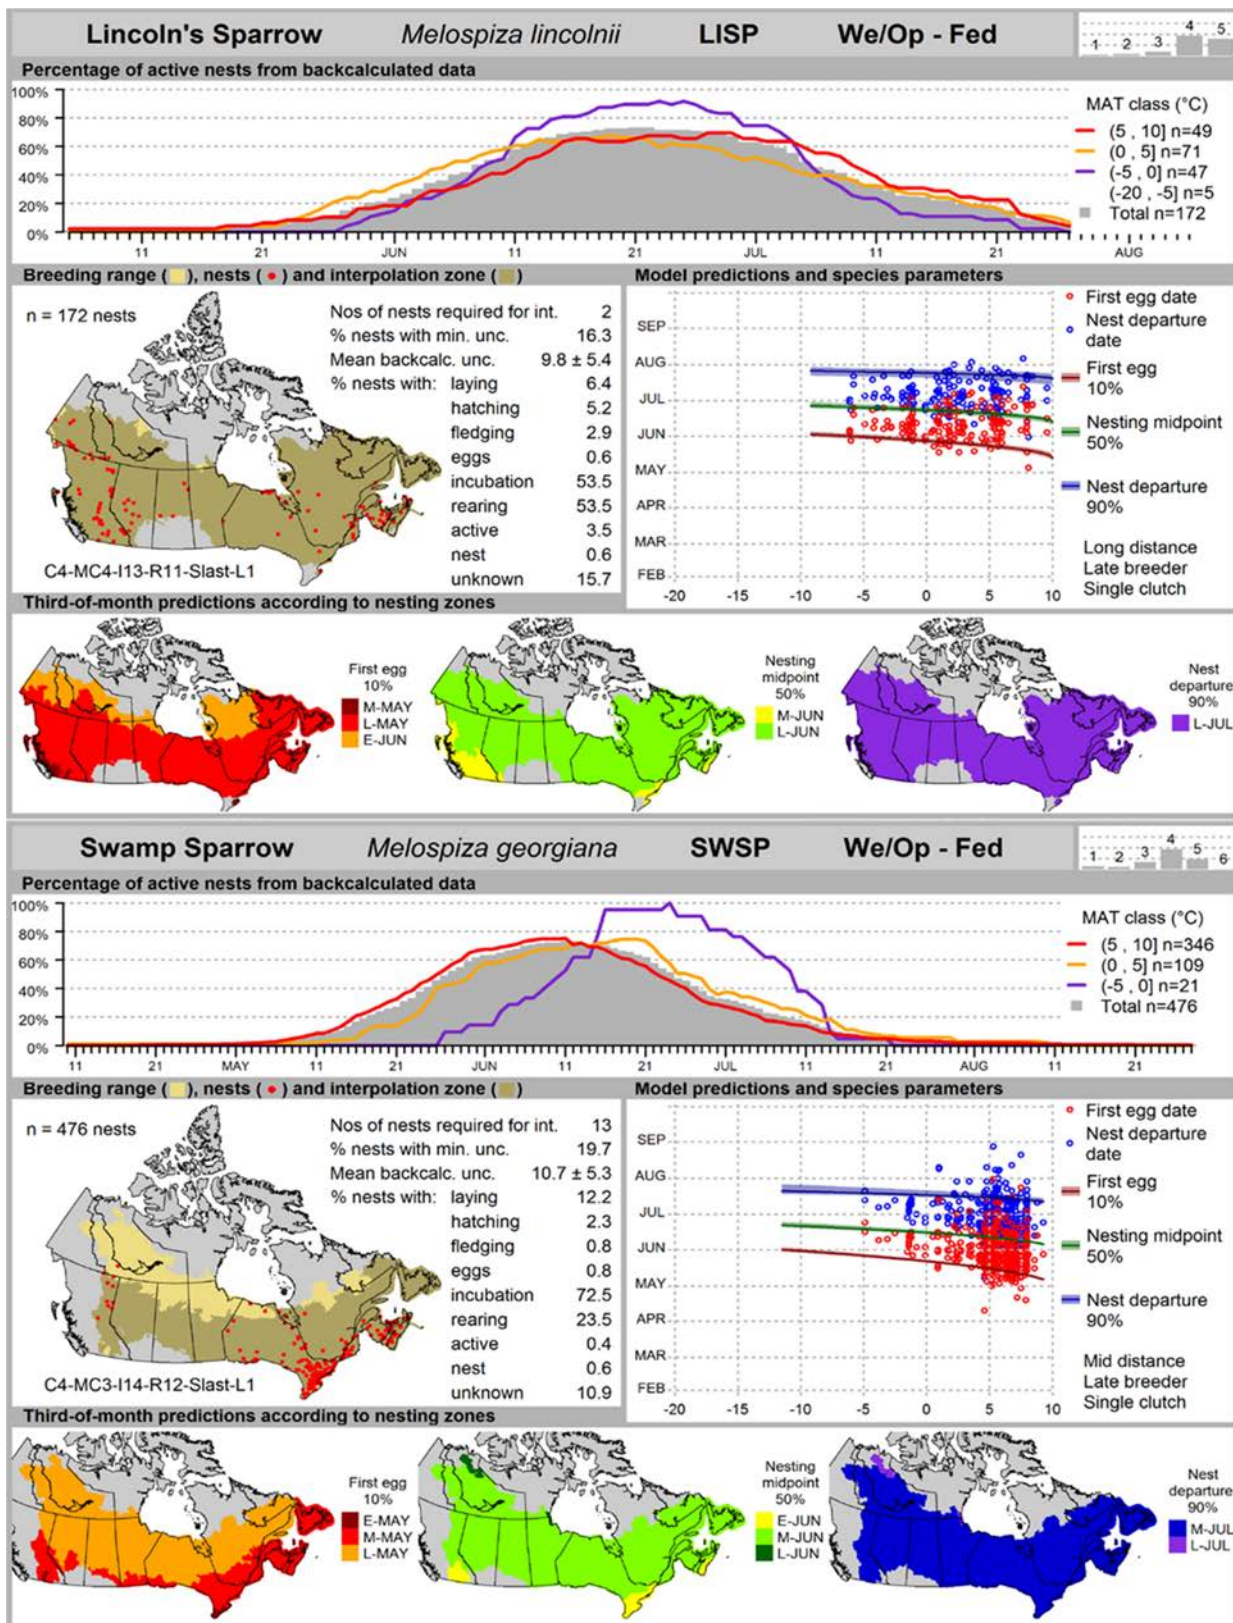 Lincoln's Sparrow Melospiza lincolnii LISP We/Op - Fed
1 2 3 4 5
Percentage of active nests from backcalculated data
100%
80%
60%
40%
20%
0%
11 21 JUN 11 21 JUL 11 21 AUG
MAT class (°C)
(5 , 10] n=49
(0 , 5] n=71
(-5 , 0] n=47
(-20 , -5] n=5
Total n=172
Breeding range ( ), nests ( ) and interpolation zone ( )
n = 172 nests
Nos of nests required for int. 2
% nests with min. unc. 16.3
Mean backcalc. unc. 9.8 ± 5.4
% nests with: laying 6.4
hatching 5.2
fledging 2.9
eggs 0.6
incubation 53.5
rearing 53.5
active 3.5
nest 0.6
unknown 15.7
C4-MC4-I13-R11-Slast-L1
Model predictions and species parameters
SEP
AUG
JUL
JUN
MAY
APR
MAR
FEB
-20 -15 -10 -5 0 5 10
First egg date
Nest departure
date
First egg
10%
Nesting midpoint
50%
Nest departure
90%
Long distance
Late breeder
Single clutch
Third-of-month predictions according to nesting zones
First egg
10%
M-MAY
L-MAY
E-JUN
Nesting
midpoint
50%
M-JUN
L-JUN
Nest
departure
90%
L-JUL
Swamp Sparrow Melospiza georgiana SWSP We/Op - Fed
1 2 3 4 5 6
Percentage of active nests from backcalculated data
100%
80%
60%
40%
20%
0%
11 21 MAY 11 21 JUN 11 21 JUL 11 21 AUG 11 21
MAT class (°C)
(5 , 10] n=346
(0 , 5] n=109
(-5 , 0] n=21
Total n=476
Breeding range ( ), nests ( ) and interpolation zone ( )
n = 476 nests
Nos of nests required for int. 13
% nests with min. unc. 19.7
Mean backcalc. unc. 10.7 ± 5.3
% nests with: laying 12.2
hatching 2.3
fledging 0.8
eggs 0.8
incubation 72.5
rearing 23.5
active 0.4
nest 0.6
unknown 10.9
C4-MC3-I14-R12-Slast-L1
Model predictions and species parameters
SEP
AUG
JUL
JUN
MAY
APR
MAR
FEB
-20 -15 -10 -5 0 5 10
First egg date
Nest departure
date
First egg
10%
Nesting midpoint
50%
Nest departure
90%
Mid distance
Late breeder
Single clutch
Third-of-month predictions according to nesting zones
First egg
10%
E-MAY
M-MAY
L-MAY
Nesting
midpoint
50%
E-JUN
M-JUN
L-JUN
Nest
departure
90%
M-JUL
L-JUL